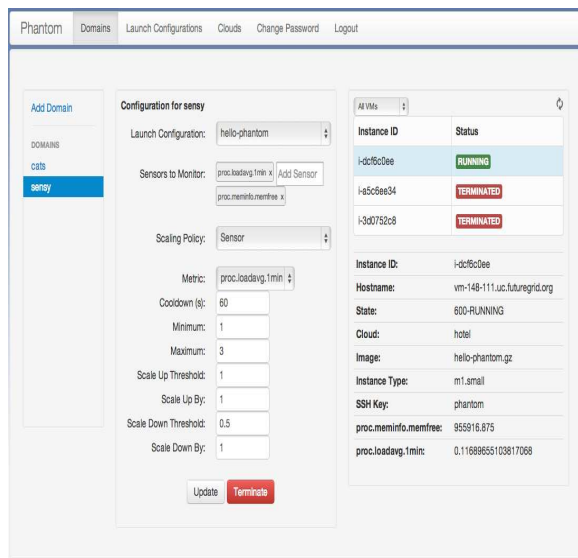 Phantom Domains Launch Configurations Clouds Change Password Logout
Add Domain
DOMAINS
cats
sensy
Configuration for sensy
Launch Configuration: hello-phantom
Sensors to Monitor: proc.loadavg.1min x Add Sensor
proc.meminfo.memfree x
Scaling Policy: Sensor
Metric: proc.loadavg.1min
Cooldown (s): 60
Minimum: 1
Maximum: 3
Scale Up Threshold: 1
Scale Up By: 1
Scale Down Threshold: 0.5
Scale Down By: 1
Update Terminate
All VMs
Instance ID Status
i-dcf6c0ee RUNNING
i-a5c6ee34 TERMINATED
i-3d0752c8 TERMINATED
Instance ID: i-dcf6c0ee
Hostname: vm-148-111.uc.futuregrid.org
State: 600-RUNNING
Cloud: hotel
Image: hello-phantom.gz
Instance Type: m1.small
SSH Key: phantom
proc.meminfo.memfree: 955916.875
proc.loadavg.1min: 0.11689655103817068